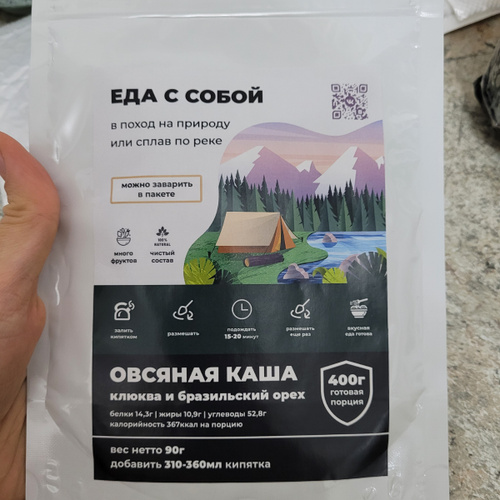 ЕДА С СОБОЙ
в поход на природу
или сплав по реке
можно заварить
в пакете
много
фруктов
100%
NATURAL
чистый
состав
залить
кипятком
размешать
подождать
15-20 минут
размешать
еще раз
вкусная
еда готова
ОВСЯНАЯ КАША
клюква и бразильский орех
белки 14,3г | жиры 10,9г | углеводы 52,8г
калорийность 367ккал на порцию
400г
готовая
порция
вес нетто 90г
добавить 310-360мл кипятка